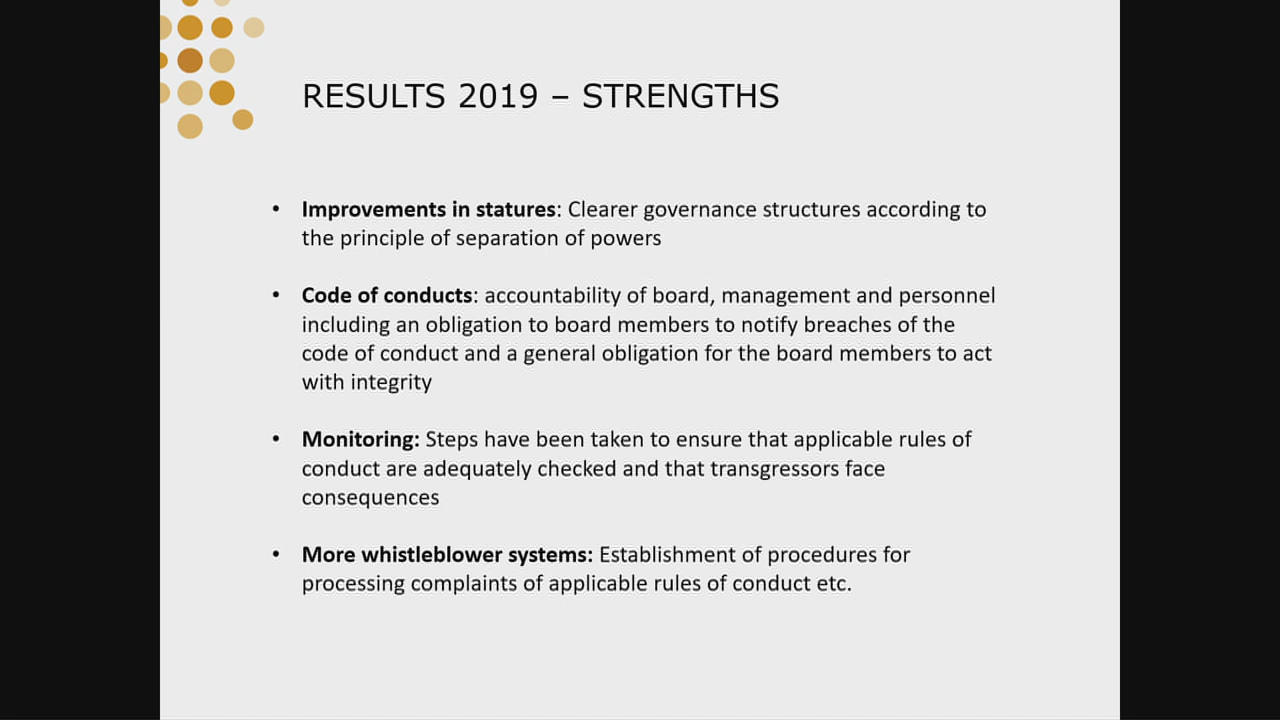 RESULTS 2019 – STRENGTHS
• Improvements in statures: Clearer governance structures according to
the principle of separation of powers
• Code of conducts: accountability of board, management and personnel
including an obligation to board members to notify breaches of the
code of conduct and a general obligation for the board members to act
with integrity
• Monitoring: Steps have been taken to ensure that applicable rules of
conduct are adequately checked and that transgressors face
consequences
• More whistleblower systems: Establishment of procedures for
processing complaints of applicable rules of conduct etc.